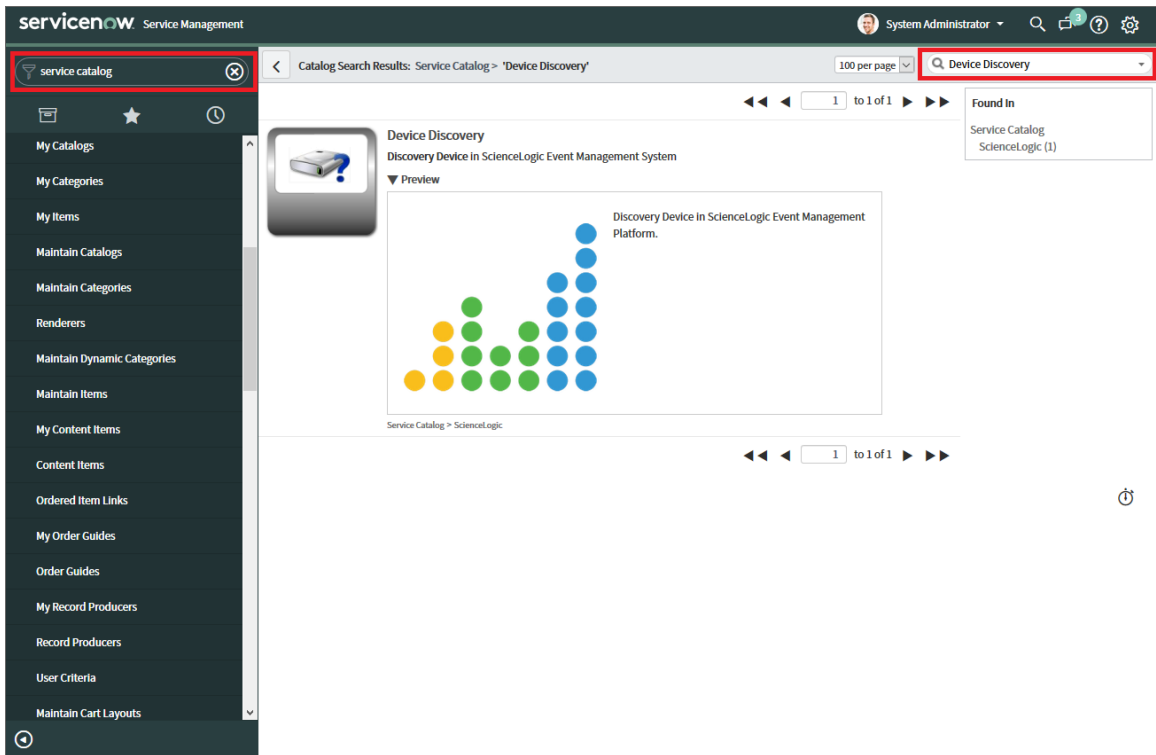 servicenow Service Management
System Administrator
3
service catalog
Catalog Search Results: Service Catalog > 'Device Discovery'
100 per page
Device Discovery
My Catalogs
My Categories
My Items
Maintain Catalogs
Maintain Categories
Renderers
Maintain Dynamic Categories
Maintain Items
My Content Items
Content Items
Ordered Item Links
My Order Guides
Order Guides
My Record Producers
Record Producers
User Criteria
Maintain Cart Layouts
1 to 1 of 1
Device Discovery
Discovery Device in ScienceLogic Event Management System
Preview
Discovery Device in ScienceLogic Event Management
Platform.
Service Catalog > ScienceLogic
1 to 1 of 1
Found In
Service Catalog
ScienceLogic (1)